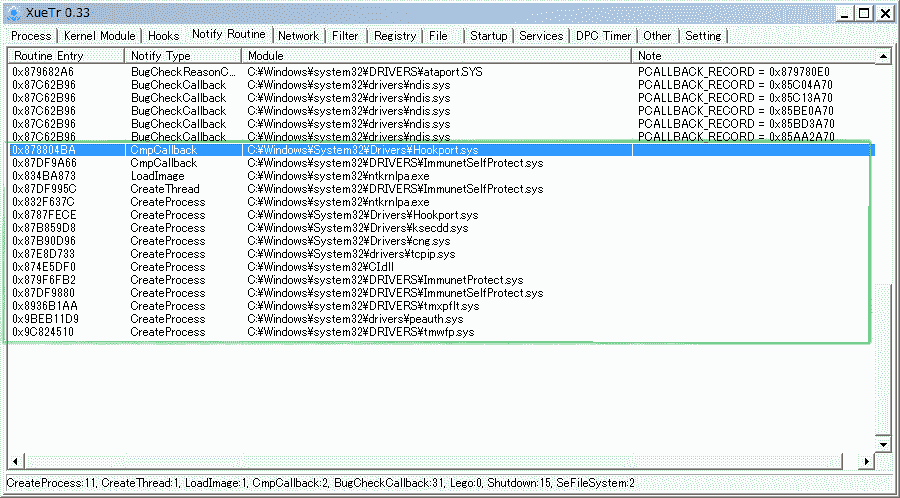 XueTr 0.33
Process Kernel Module Hooks Notify Routine Network Filter Registry File Startup Services DPC Timer Other Setting
Routine Entry Notify Type Module Note
0x879682A6 BugCheckReasonC... C:¥Windows¥system32¥DRIVERS¥ataport.SYS PCALLBACK_RECORD = 0x879780E0
0x87C62B96 BugCheckCallback C:¥Windows¥system32¥drivers¥ndis.sys PCALLBACK_RECORD = 0x85C04A70
0x87C62B96 BugCheckCallback C:¥Windows¥system32¥drivers¥ndis.sys PCALLBACK_RECORD = 0x85C13A70
0x87C62B96 BugCheckCallback C:¥Windows¥system32¥drivers¥ndis.sys PCALLBACK_RECORD = 0x85BE0A70
0x87C62B96 BugCheckCallback C:¥Windows¥system32¥drivers¥ndis.sys PCALLBACK_RECORD = 0x85BD3A70
0x87C62B96 BugCheckCallback C:¥Windows¥system32¥drivers¥ndis.sys PCALLBACK_RECORD = 0x85AA2A70
0x878804BA CmpCallback C:¥Windows¥System32¥Drivers¥Hookport.sys
0x87DF9A66 CmpCallback C:¥Windows¥system32¥DRIVERS¥ImmunetSelfProtect.sys
0x834BA873 LoadImage C:¥Windows¥system32¥ntkrnlpa.exe
0x87DF995C CreateThread C:¥Windows¥system32¥DRIVERS¥ImmunetSelfProtect.sys
0x832F637C CreateProcess C:¥Windows¥system32¥ntkrnlpa.exe
0x8787FECE CreateProcess C:¥Windows¥System32¥Drivers¥Hookport.sys
0x87B859D8 CreateProcess C:¥Windows¥System32¥Drivers¥ksecdd.sys
0x87B90D96 CreateProcess C:¥Windows¥System32¥Drivers¥cng.sys
0x87E8D733 CreateProcess C:¥Windows¥System32¥drivers¥tcpip.sys
0x874E5DF0 CreateProcess C:¥Windows¥system32¥CI.dll
0x879F6FB2 CreateProcess C:¥Windows¥system32¥DRIVERS¥ImmunetProtect.sys
0x87DF9880 CreateProcess C:¥Windows¥system32¥DRIVERS¥ImmunetSelfProtect.sys
0x8936B1AA CreateProcess C:¥Windows¥system32¥DRIVERS¥tmxpflt.sys
0x9BEB11D9 CreateProcess C:¥Windows¥system32¥drivers¥peauth.sys
0x9C824510 CreateProcess C:¥Windows¥system32¥DRIVERS¥tmwfp.sys
CreateProcess:11, CreateThread:1, LoadImage:1, CmpCallback:2, BugCheckCallback:31, Lego:0, Shutdown:15, SeFileSystem:2